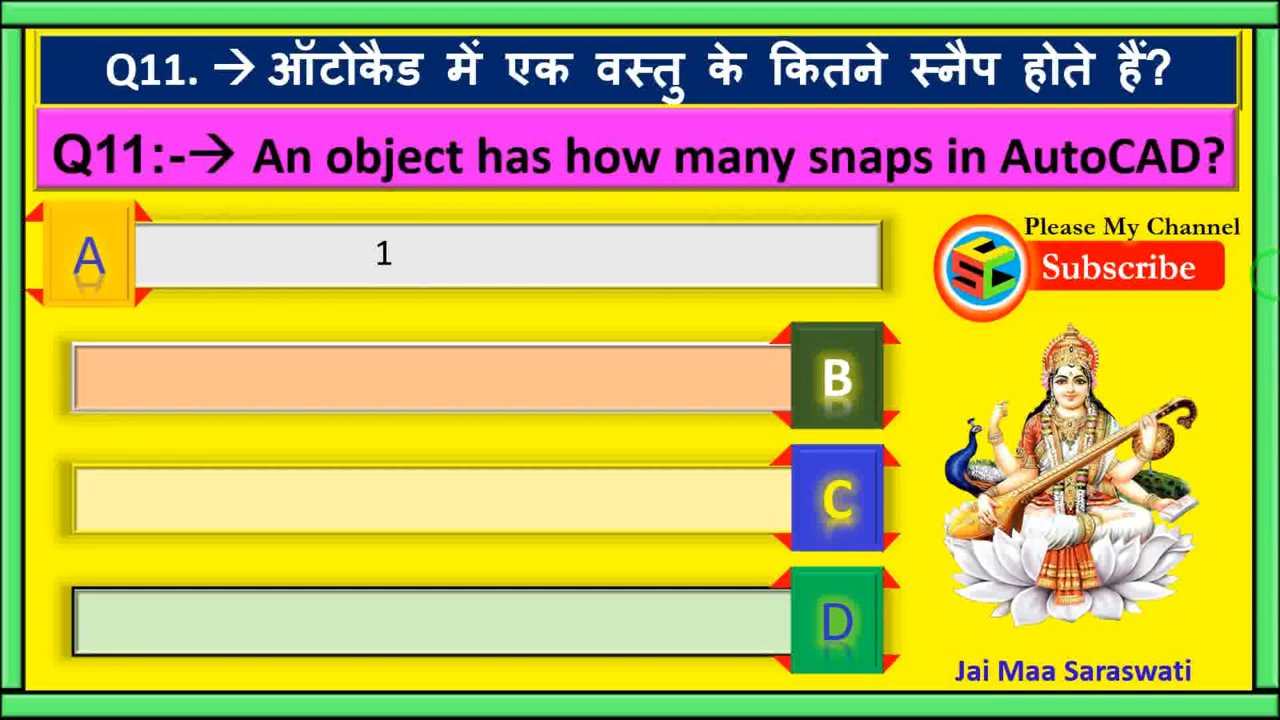 Q11. → ऑटोकैड में एक वस्तु के कितने स्नैप होते हैं?
Q11:-→ An object has how many snaps in AutoCAD?
A 1
Please My Channel
Subscribe
SCC
B
C
D
Jai Maa Saraswati